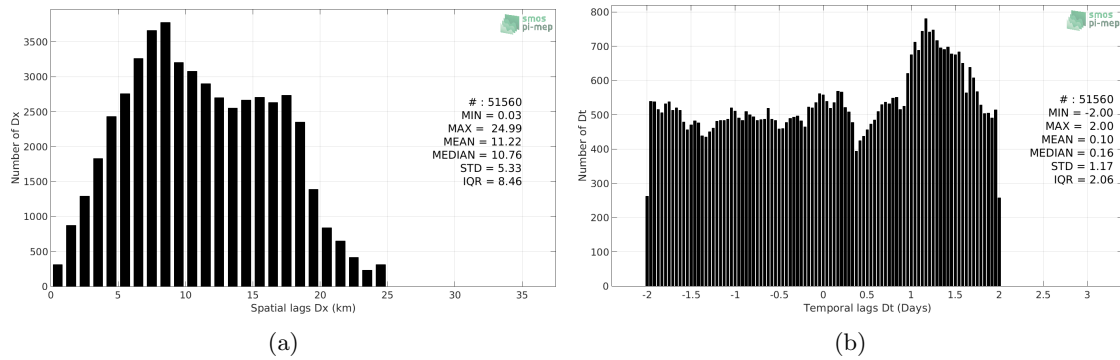 smos
pi-mep
3500
3000
2500
2000
1500
1000
500
0
Number of Dx
# : 51560
MIN = 0.03
MAX = 24.99
MEAN = 11.22
MEDIAN = 10.76
STD = 5.33
IQR = 8.46
0 5 10 15 20 25 30 35
Spatial lags Dx (km)
(a)
smos
pi-mep
800
700
600
500
400
300
200
100
0
Number of Dt
# : 51560
MIN = -2.00
MAX = 2.00
MEAN = 0.10
MEDIAN = 0.16
STD = 1.17
IQR = 2.06
-2 -1.5 -1 -0.5 0 0.5 1 1.5 2 2.5 3
Temporal lags Dt (Days)
(b)